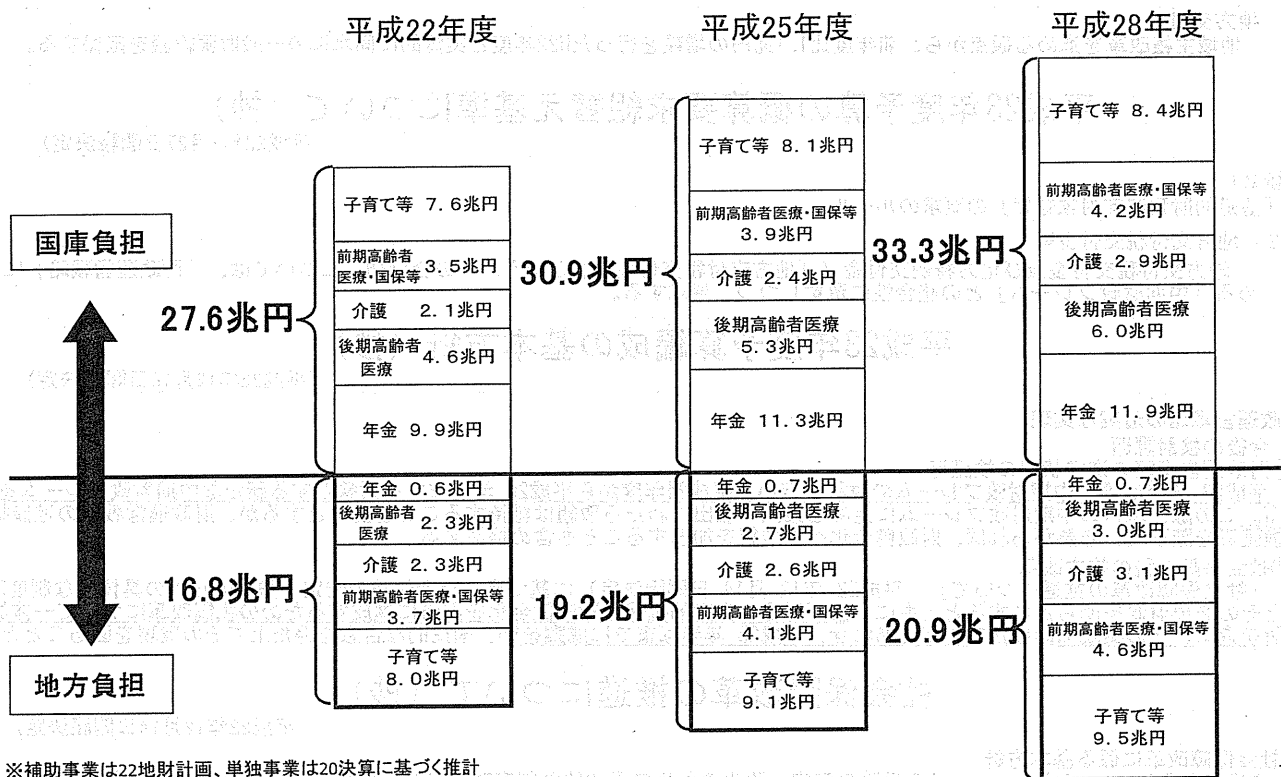 平成22年度
平成25年度
平成28年度
国庫負担
地方負担
27.6兆円
子育て等 7.6兆円
前期高齢者
医療・国保等 3.5兆円
介護 2.1兆円
後期高齢者
医療 4.6兆円
年金 9.9兆円
16.8兆円
年金 0.6兆円
後期高齢者
医療 2.3兆円
介護 2.3兆円
前期高齢者医療・国保等
3.7兆円
子育て等
8.0兆円
30.9兆円
子育て等 8.1兆円
前期高齢者医療・国保等
3.9兆円
介護 2.4兆円
後期高齢者医療
5.3兆円
年金 11.3兆円
19.2兆円
年金 0.7兆円
後期高齢者医療
2.7兆円
介護 2.6兆円
前期高齢者医療・国保等
4.1兆円
子育て等
9.1兆円
33.3兆円
子育て等 8.4兆円
前期高齢者医療・国保等
4.2兆円
介護 2.9兆円
後期高齢者医療
6.0兆円
年金 11.9兆円
20.9兆円
年金 0.7兆円
後期高齢者医療
3.0兆円
介護 3.1兆円
前期高齢者医療・国保等
4.6兆円
子育て等
9.5兆円
※補助事業は22地財計画、単独事業は20決算に基づく推計